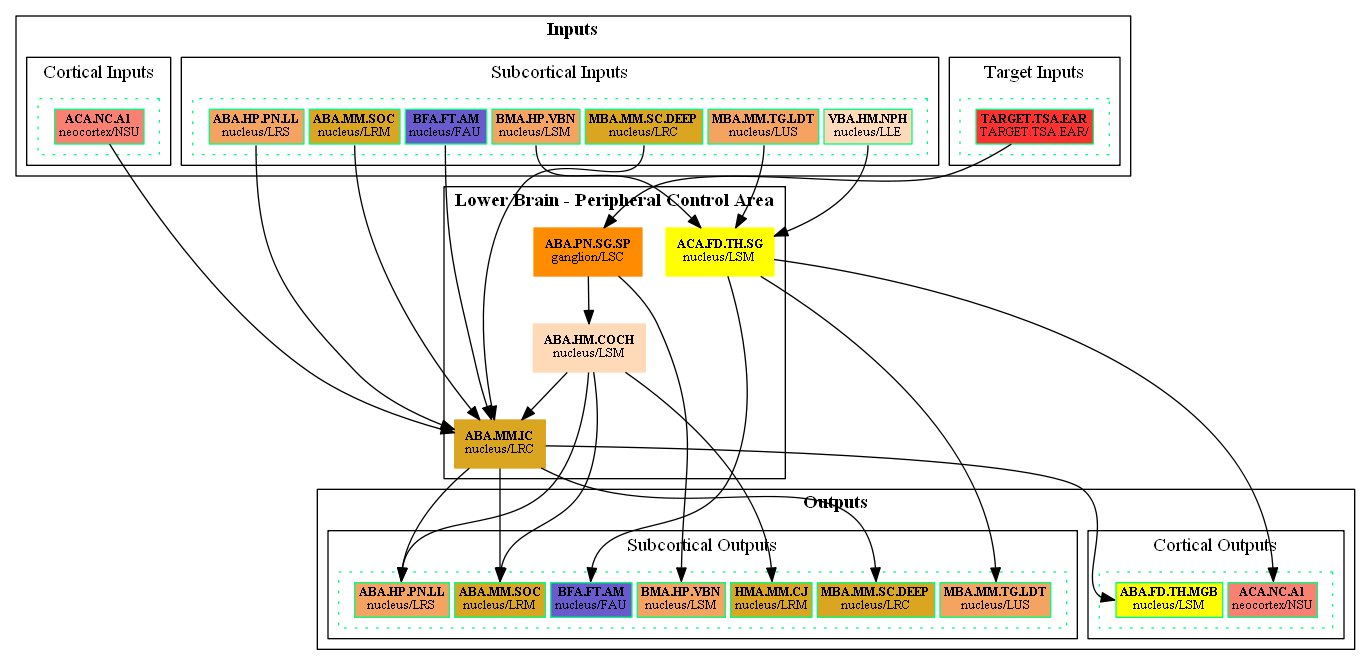 Inputs
Cortical Inputs
Subcortical Inputs
Target Inputs
ACA.NC.A1
neocortex/NSU
ABA.HP.PN.LL
nucleus/LRS
ABA.MM.SOC
nucleus/LRM
BFA.FT.AM
nucleus/FAU
BMA.HP.VBN
nucleus/LSM
MBA.MM.SC.DEEP
nucleus/LRC
MBA.MM.TG.LDT
nucleus/LUS
VBA.HM.NPH
nucleus/LLE
TARGET.TSA.EAR
TARGET.TSA.EAR/
Lower Brain - Peripheral Control Area
ABA.PN.SG.SP
ganglion/LSC
ACA.FD.TH.SG
nucleus/LSM
ABA.HM.COCH
nucleus/LSM
ABA.MM.IC
nucleus/LRC
Outputs
Subcortical Outputs
Cortical Outputs
ABA.HP.PN.LL
nucleus/LRS
ABA.MM.SOC
nucleus/LRM
BFA.FT.AM
nucleus/FAU
BMA.HP.VBN
nucleus/LSM
HMA.MM.CJ
nucleus/LRM
MBA.MM.SC.DEEP
nucleus/LRC
MBA.MM.TG.LDT
nucleus/LUS
ABA.FD.TH.MGB
nucleus/LSM
ACA.NC.A1
neocortex/NSU